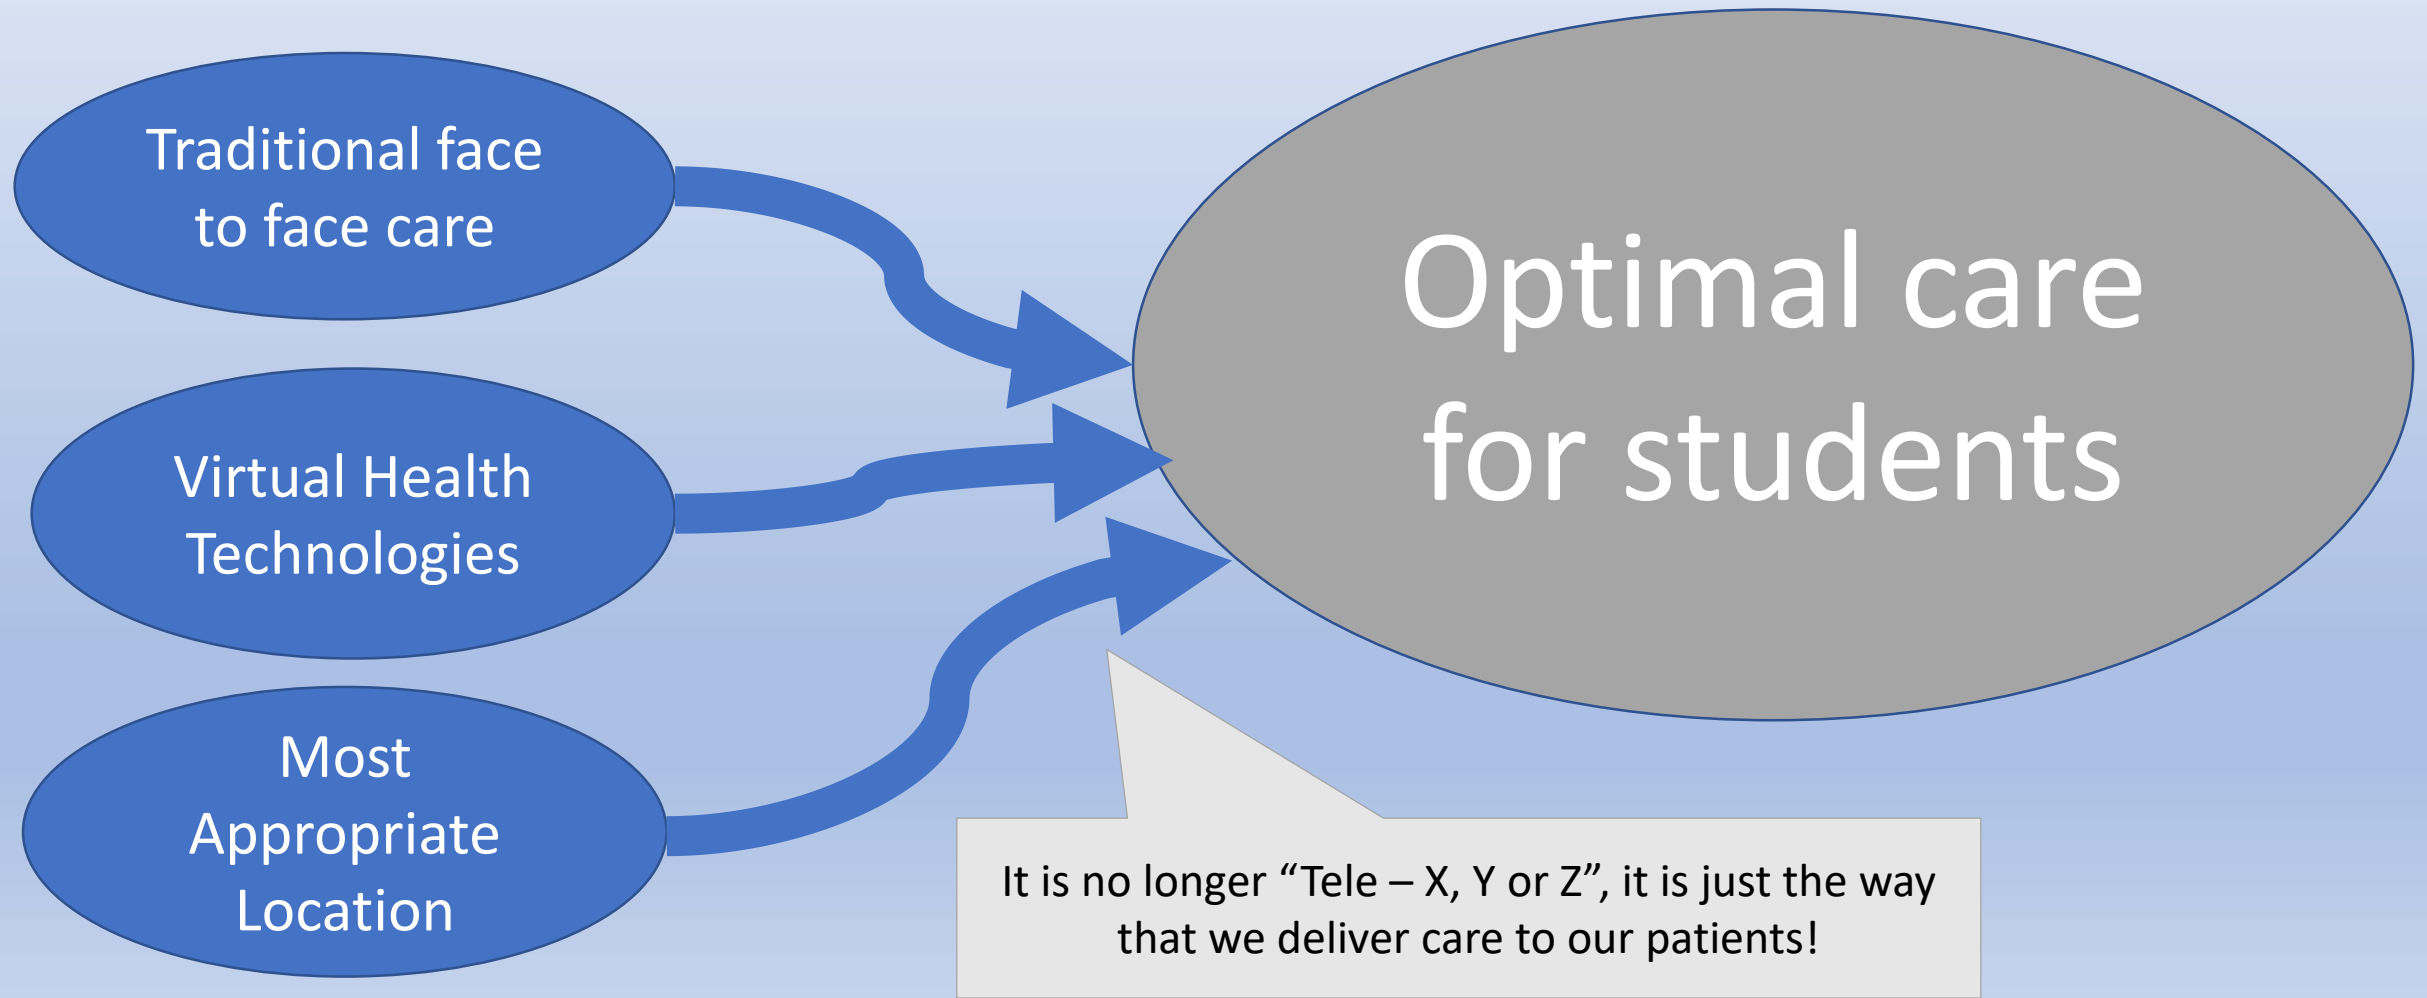 Traditional face
to face care
Virtual Health
Technologies
Most
Appropriate
Location
Optimal care
for students
It is no longer “Tele – X, Y or Z”, it is just the way
that we deliver care to our patients!